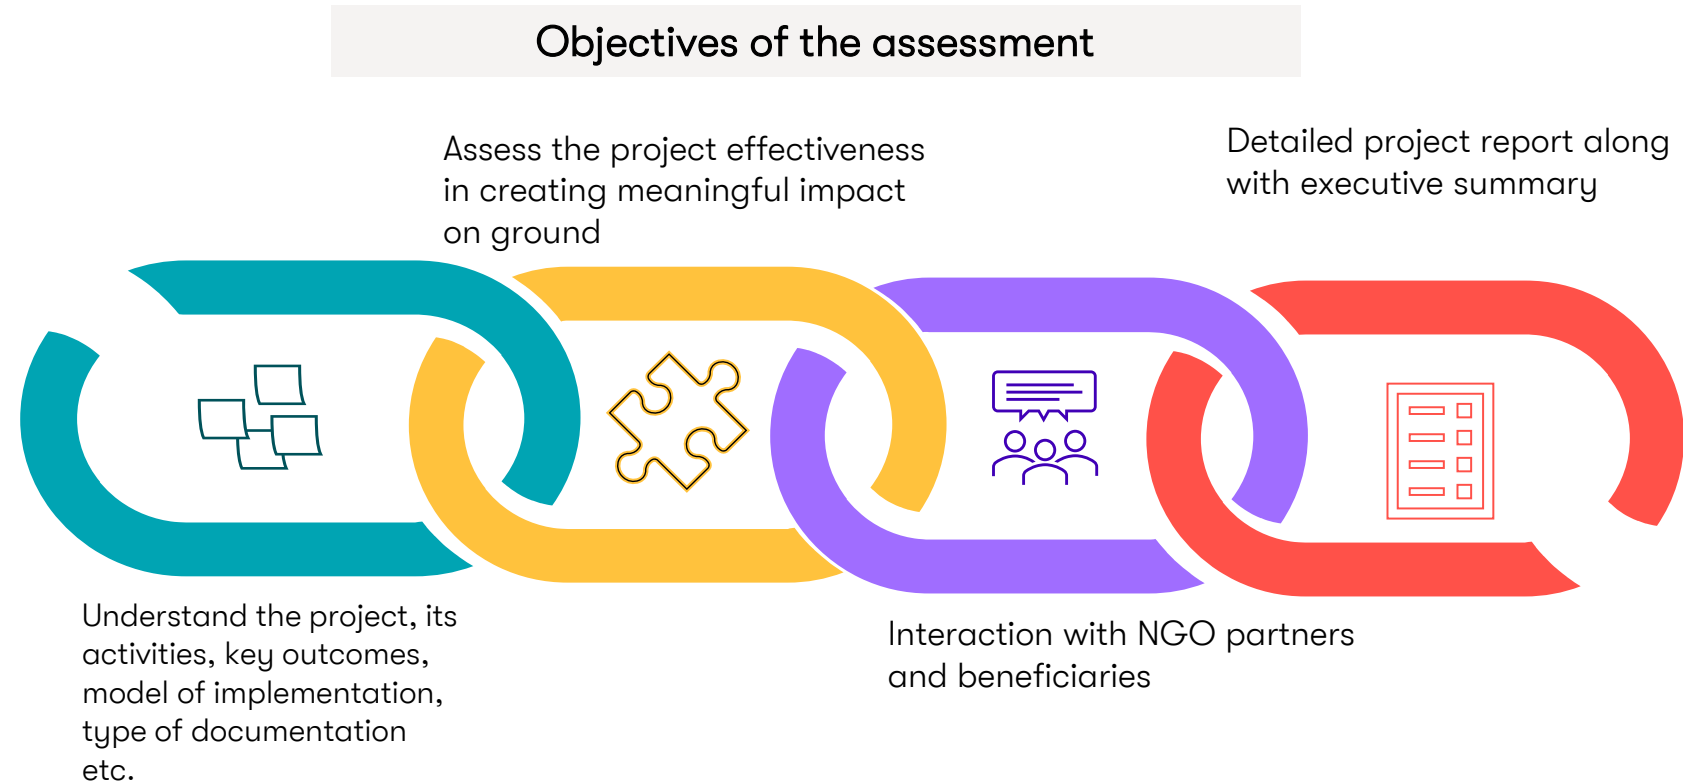 Objectives of the assessment
Understand the project, its
activities, key outcomes,
model of implementation,
type of documentation
etc.
Assess the project effectiveness
in creating meaningful impact
on ground
Interaction with NGO partners
and beneficiaries
Detailed project report along
with executive summary